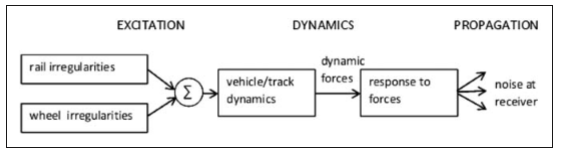 EXCITATION
DYNAMICS
PROPAGATION
rail irregularities
wheel irregularities
Σ
vehicle/track
dynamics
dynamic
forces
response to
forces
noise at
receiver